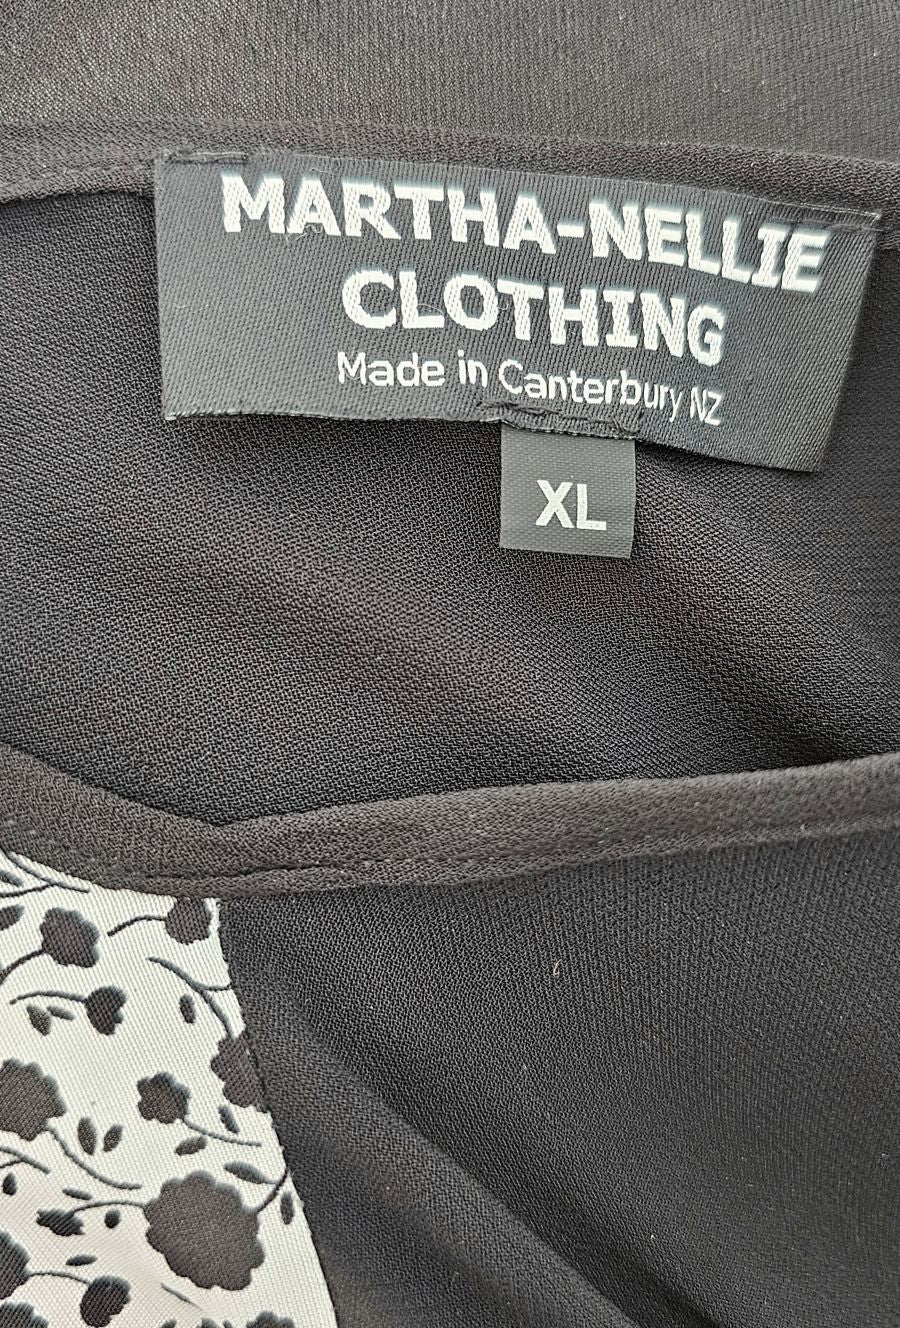 MARTHA-NELLIE
CLOTHING
Made in Canterbury NZ
XL